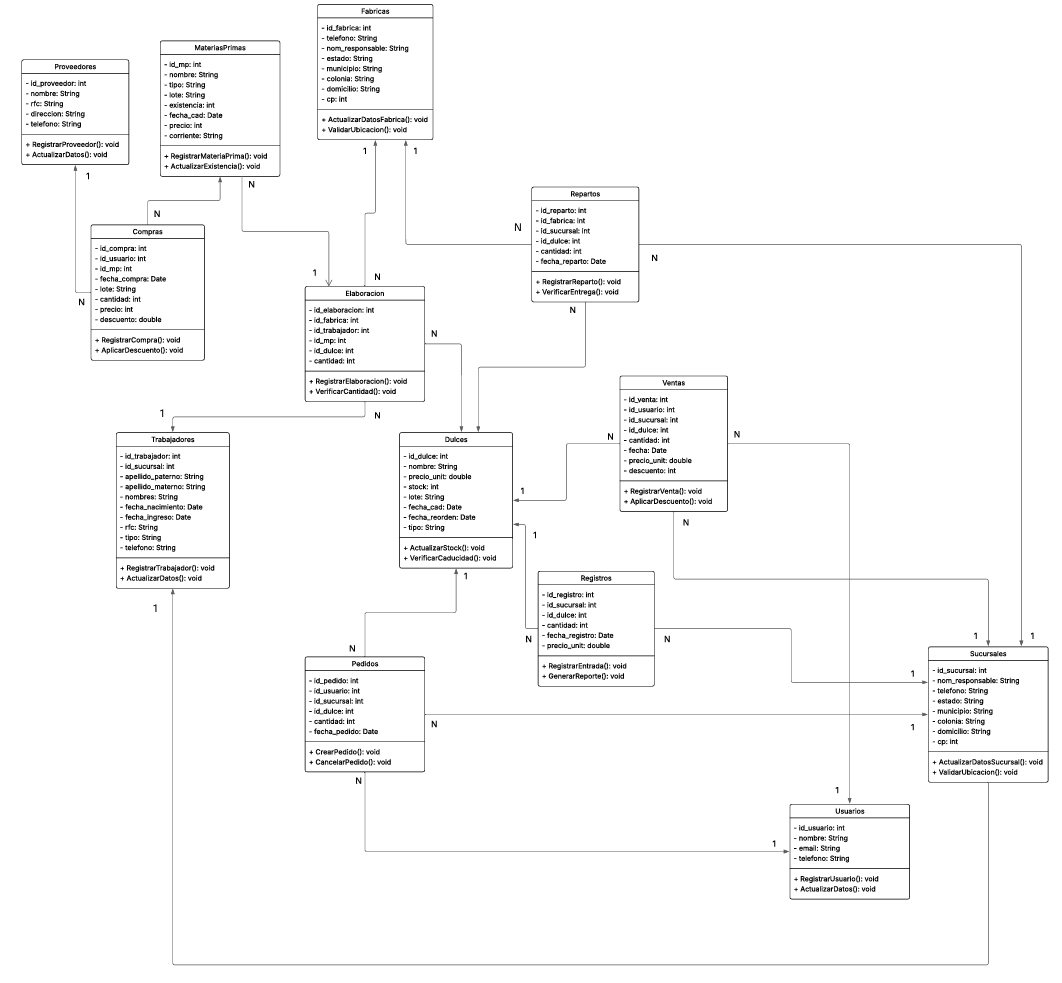 Fabricas
- id_fabrica: int
- telefono: String
- nom_responsable: String
- estado: String
- municipio: String
- colonia: String
- domicilio: String
- cp: int
+ ActualizarDatosFabrica(): void
+ ValidarUbicacion(): void
1
1
MateriasPrimas
- id_mp: int
- nombre: String
- tipo: String
- lote: String
- existencia: int
- fecha_cad: Date
- precio: int
- corriente: String
+ RegistrarMateriaPrima(): void
+ ActualizarExistencia(): void
N
Proveedores
- id_proveedor: int
- nombre: String
- rfc: String
- direccion: String
- telefono: String
+ RegistrarProveedor(): void
+ ActualizarDatos(): void
1
N
Compras
- id_compra: int
- id_usuario: int
- id_mp: int
- fecha_compra: Date
- lote: String
- cantidad: int
- precio: int
- descuento: double
+ RegistrarCompra(): void
+ AplicarDescuento(): void
N
Repartos
- id_reparto: int
- id_fabrica: int
- id_sucursal: int
- id_dulce: int
- cantidad: int
- fecha_reparto: Date
+ RegistrarReparto(): void
+ VerificarEntrega(): void
N
N
N
1
N
Elaboracion
- id_elaboracion: int
- id_fabrica: int
- id_trabajador: int
- id_mp: int
- id_dulce: int
- cantidad: int
+ RegistrarElaboracion(): void
+ VerificarCantidad(): void
N
N
1
Trabajadores
- id_trabajador: int
- id_sucursal: int
- apellido_paterno: String
- apellido_materno: String
- nombres: String
- fecha_nacimiento: Date
- fecha_ingreso: Date
- rfc: String
- tipo: String
- telefono: String
+ RegistrarTrabajador(): void
+ ActualizarDatos(): void
1
Dulces
- id_dulce: int
- nombre: String
- precio_unit: double
- stock: int
- lote: String
- fecha_cad: Date
- fecha_reorden: Date
- tipo: String
+ ActualizarStock(): void
+ VerificarCaducidad(): void
1
1
1
Ventas
- id_venta: int
- id_usuario: int
- id_sucursal: int
- id_dulce: int
- cantidad: int
- fecha: Date
- precio_unit: double
- descuento: int
+ RegistrarVenta(): void
+ AplicarDescuento(): void
N
N
N
Registros
- id_registro: int
- id_sucursal: int
- id_dulce: int
- cantidad: int
- fecha_registro: Date
- precio_unit: double
+ RegistrarEntrada(): void
+ GenerarReporte(): void
N
N
N
Pedidos
- id_pedido: int
- id_usuario: int
- id_sucursal: int
- id_dulce: int
- cantidad: int
- fecha_pedido: Date
+ CrearPedido(): void
+ CancelarPedido(): void
N
N
1
1
1
1
Sucursales
- id_sucursal: int
- nom_responsable: String
- telefono: String
- estado: String
- municipio: String
- colonia: String
- domicilio: String
- cp: int
+ ActualizarDatosSucursal(): void
+ ValidarUbicacion(): void
1
1
Usuarios
- id_usuario: int
- nombre: String
- email: String
- telefono: String
+ RegistrarUsuario(): void
+ ActualizarDatos(): void